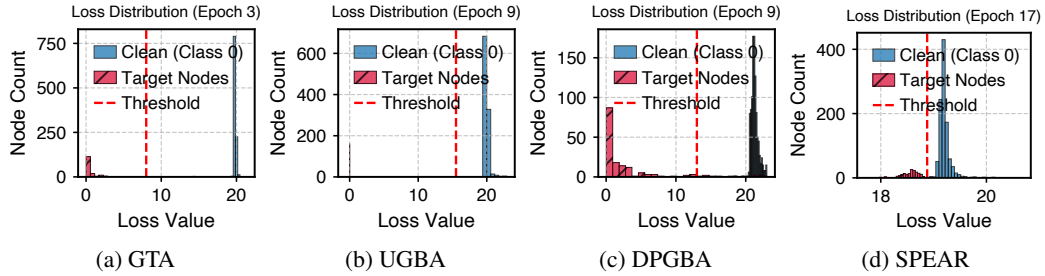 Loss Distribution (Epoch 3)
Node Count
750
500
250
0
Clean (Class 0)
Target Nodes
Threshold
0
10
20
Loss Value
(a) GTA
Loss Distribution (Epoch 9)
Node Count
600
400
200
0
Clean (Class 0)
Target Nodes
Threshold
0
10
20
Loss Value
(b) UGBA
Loss Distribution (Epoch 9)
Node Count
150
100
50
0
Clean (Class 0)
Target Nodes
Threshold
0
10
20
Loss Value
(c) DPGBA
Loss Distribution (Epoch 17)
Node Count
400
200
0
Clean (Class 0)
Target Nodes
Threshold
18
19
20
Loss Value
(d) SPEAR